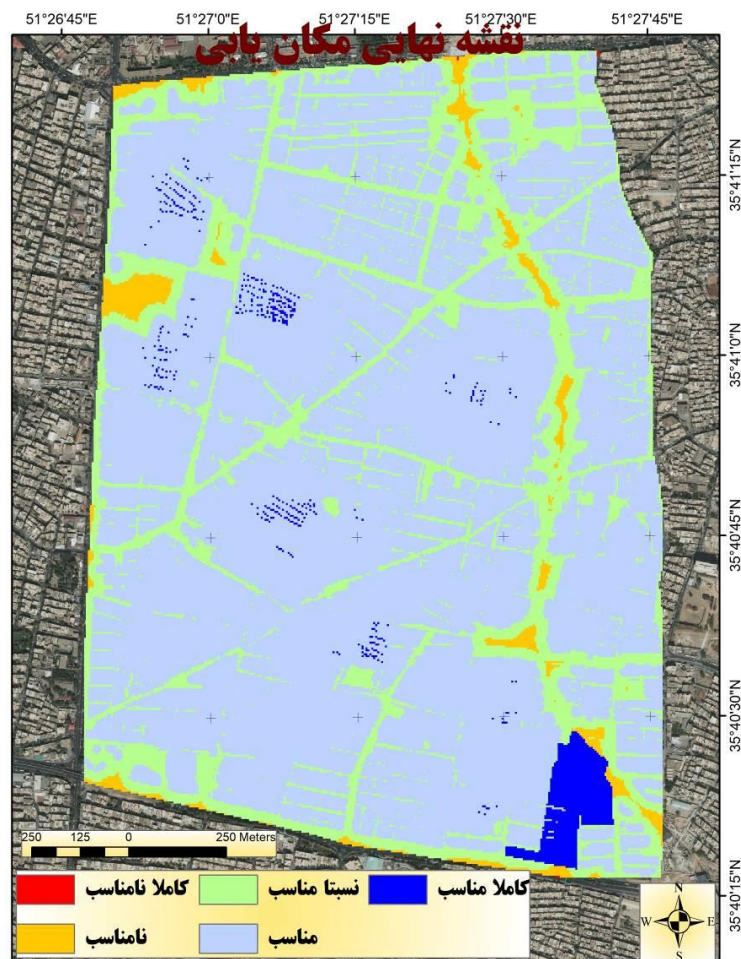 51°26'45"E 51°27'0"E 51°27'15"E 51°27'30"E 51°27'45"E
نقشه نهایی مکان یابی
35°41'15"N
35°41'0"N
35°40'45"N
35°40'30"N
35°40'15"N
250 125 0 250 Meters
کاملا نامناسب نسبتا مناسب کاملا مناسب
نامناسب مناسب
N
W E
S